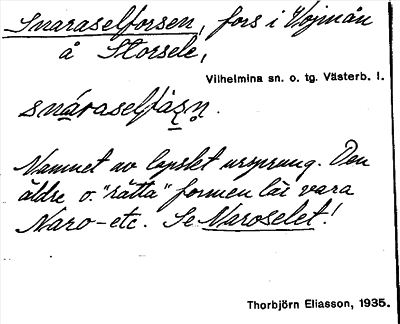 Snaraselforsen, fors i Vojmån
å Storsele,
Vilhelmina sn. o. tg. Västerb. l.
snáraselfåṣṇ.
Namnet av lapskt ursprung. Den
äldre o. "rätta" formen lär vara
Naro-etc. Se Naroselet!
Thorbjörn Eliasson, 1935.